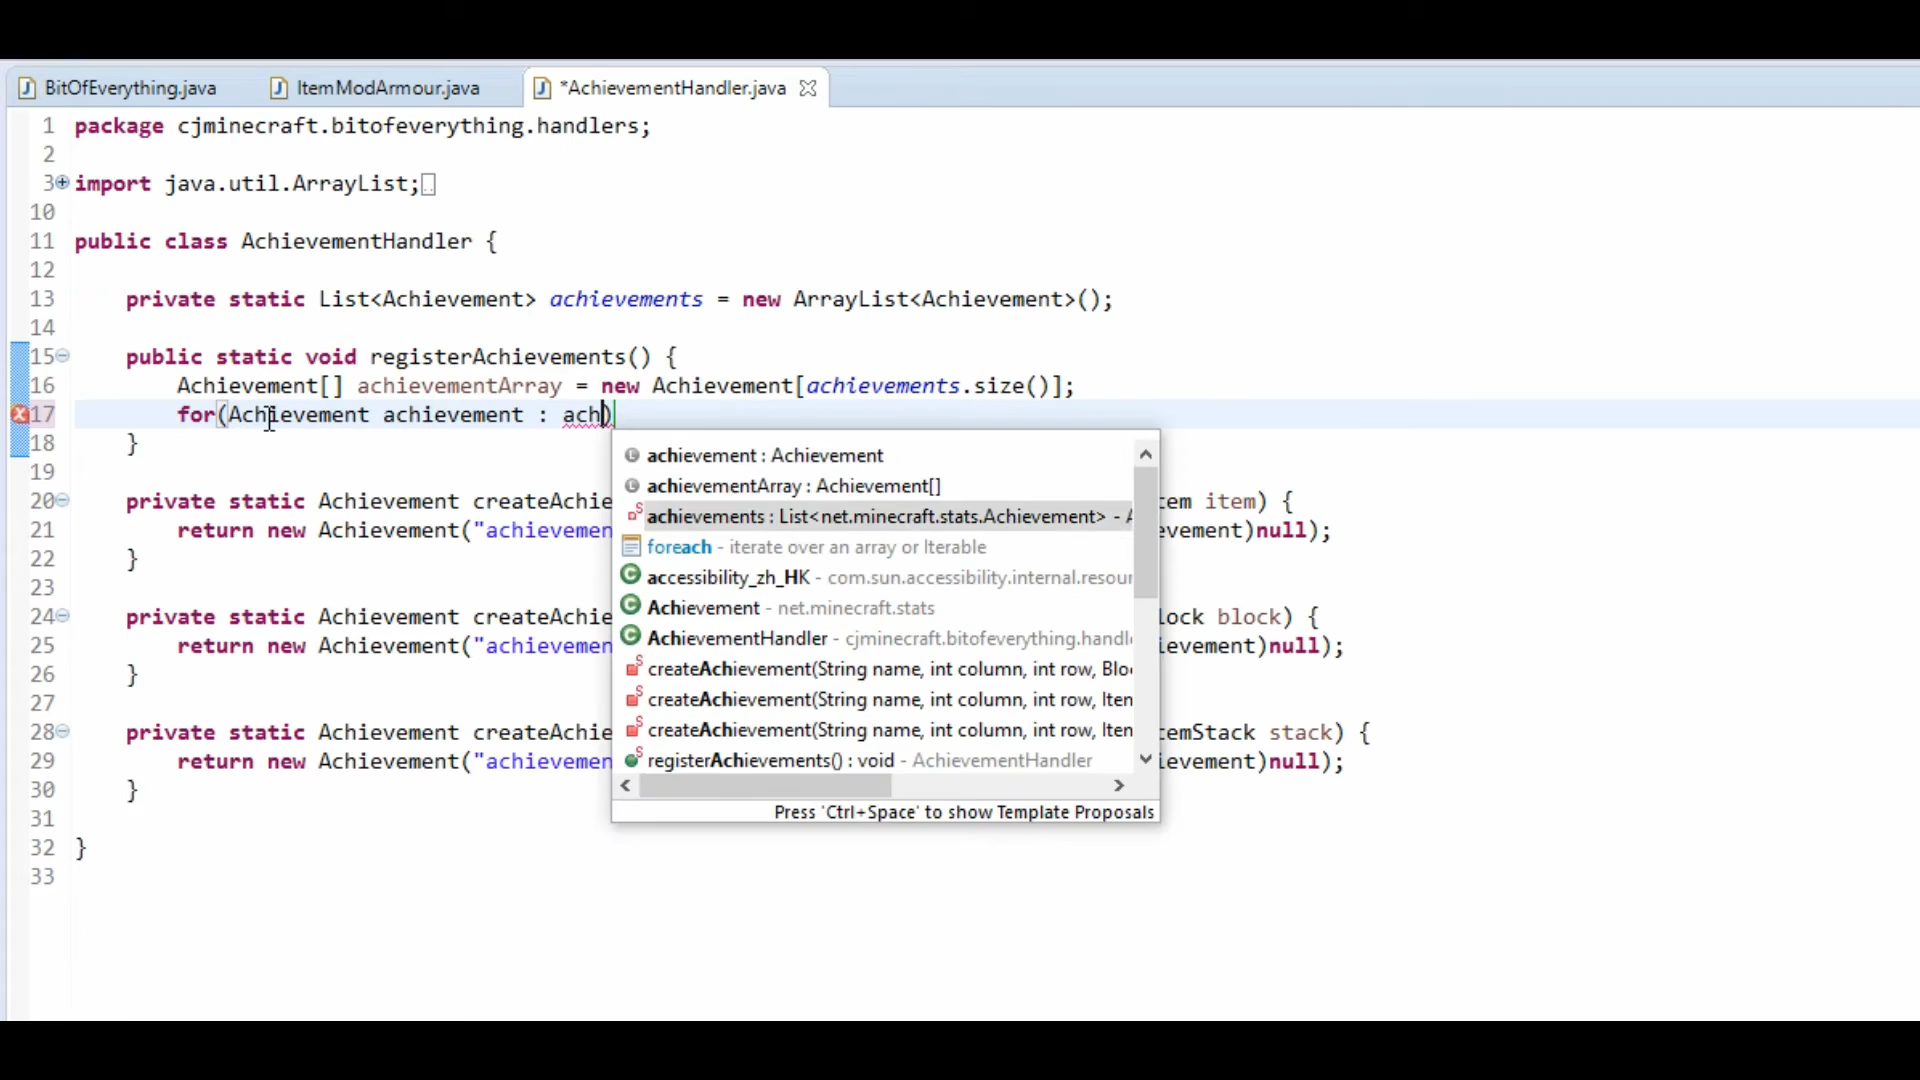 BitOfEverything.java ItemModArmour.java *AchievementHandler.java
1 package cjminecraft.bitofeverything.handlers;
2
3 import java.util.ArrayList;
10
11 public class AchievementHandler {
12
13 private static List<Achievement> achievements = new ArrayList<Achievement>();
14
15 public static void registerAchievements() {
16 Achievement[] achievementArray = new Achievement[achievements.size()];
17 for(Achievement achievement : ach)
18 }
19
20 private static Achievement createAchie em item) {
21 return new Achievement("achievemen evement)null);
22 }
23
24 private static Achievement createAchie lock block) {
25 return new Achievement("achievemen ievement)null);
26 }
27
28 private static Achievement createAchie temStack stack) {
29 return new Achievement("achievemen ievement)null);
30 }
31
32 }
33
achievement : Achievement
achievementArray : Achievement[]
achievements : List<net.minecraft.stats.Achievement> - A
foreach - iterate over an array or Iterable
accessibility_zh_HK - com.sun.accessibility.internal.resour
Achievement - net.minecraft.stats
AchievementHandler - cjminecraft.bitofeverything.handl
createAchievement(String name, int column, int row, Blo
createAchievement(String name, int column, int row, Iten
createAchievement(String name, int column, int row, Iten
registerAchievements() : void - AchievementHandler
Press 'Ctrl+Space' to show Template Proposals